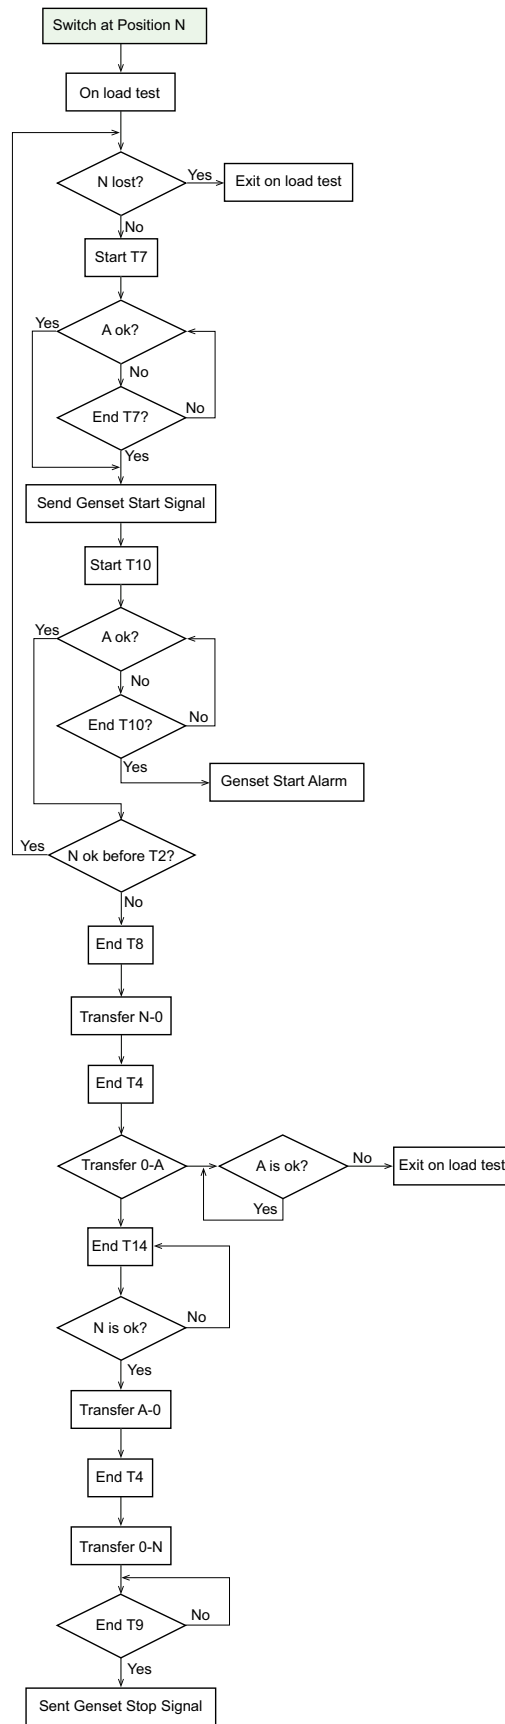 Switch at Position N
On load test
N lost?
Yes
Exit on load test
No
Start T7
Yes
A ok?
No
End T7?
No
Yes
Send Genset Start Signal
Start T10
Yes
A ok?
No
End T10?
No
Yes
Genset Start Alarm
Yes
N ok before T2?
No
End T8
Transfer N-0
End T4
Transfer 0-A
A is ok?
No
Exit on load test
Yes
End T14
N is ok?
No
Yes
Transfer A-0
End T4
Transfer 0-N
End T9
No
Yes
Sent Genset Stop Signal